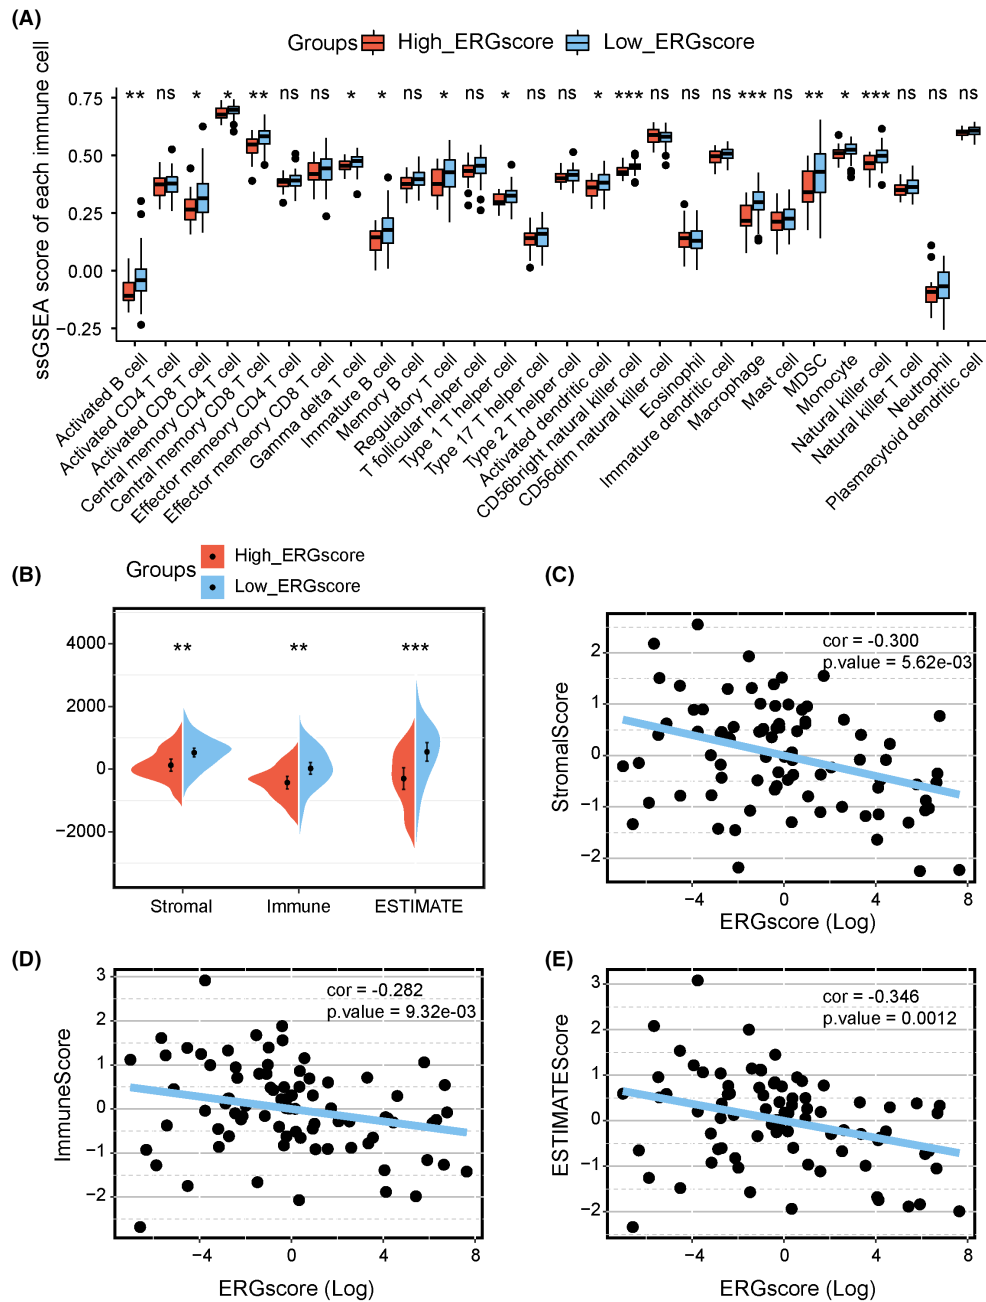 (A)
Groups High_ERGscore Low_ERGscore
ssGSEA score of each immune cell
** ns * * ** ns ns * * ns * ns * ns * *** ns ns ns *** ns ** * *** ns ns ns
0.75
0.50
0.25
0.00
−0.25
Activated B cell
Activated CD4 T cell
Activated CD8 T cell
Central memory CD4 T cell
Central memory CD8 T cell
Effector memory CD4 T cell
Effector memory CD8 T cell
Gamma delta T cell
Immature B cell
Memory B cell
Regulatory T cell
T follicular helper cell
Type 1 T helper cell
Type 17 T helper cell
Type 2 T helper cell
Activated dendritic cell
CD56bright natural killer cell
CD56dim natural killer cell
Eosinophil
Immature dendritic cell
Macrophage
Mast cell
MDSC
Monocyte
Natural killer cell
Natural killer T cell
Neutrophil
Plasmacytoid dendritic cell
(B)
Groups
High_ERGscore
Low_ERGscore
** ** ***
4000
2000
0
−2000
Stromal Immune ESTIMATE
(C)
cor = -0.300
p.value = 5.62e-03
StromalScore
2
1
0
−1
−2
−4 0 4 8
ERGscore (Log)
(D)
cor = -0.282
p.value = 9.32e-03
ImmuneScore
3
2
1
0
−1
−2
−4 0 4 8
ERGscore (Log)
(E)
cor = -0.346
p.value = 0.0012
ESTIMATEScore
3
2
1
0
−1
−2
−4 0 4 8
ERGscore (Log)